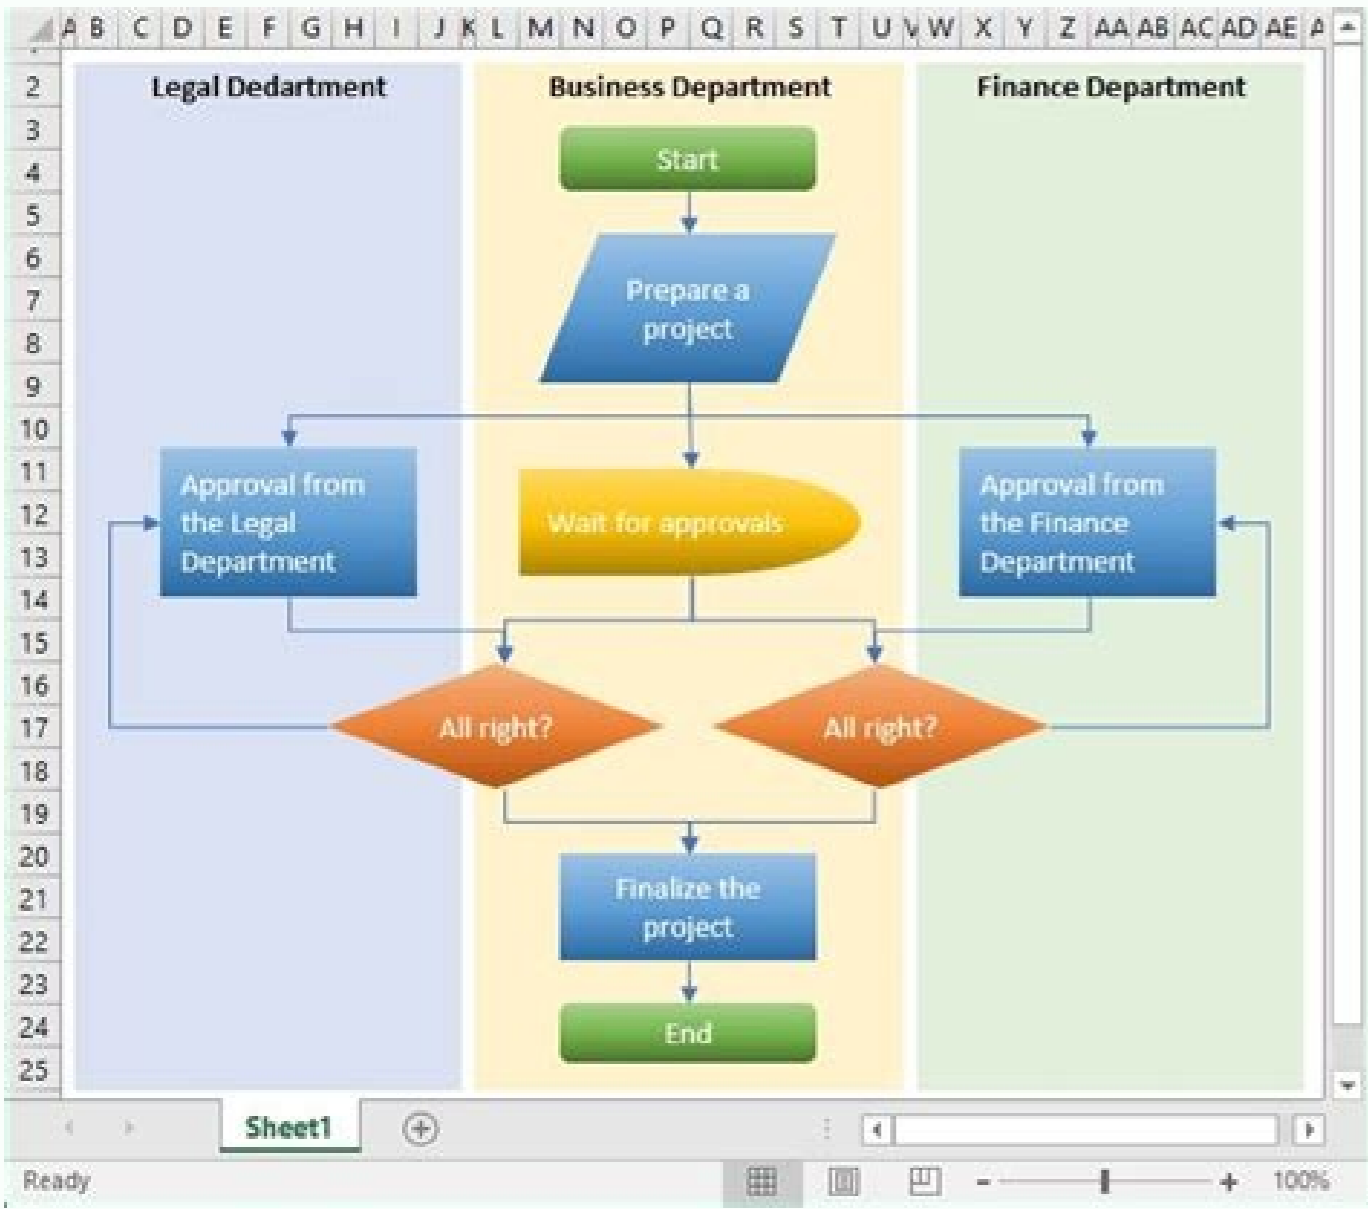 A B C D E F G H I J K L M N O P Q R S T U V W X Y Z AA AB AC AD AE A
2
3
4
5
6
7
8
9
10
11
12
13
14
15
16
17
18
19
20
21
22
23
24
25
Legal Dedartment
Business Department
Finance Department
Start
Prepare a
project
Approval from
the Legal
Department
Wait for approvals
Approval from
the Finance
Department
All right?
All right?
Finalize the
project
End
Sheet1
Ready
100%